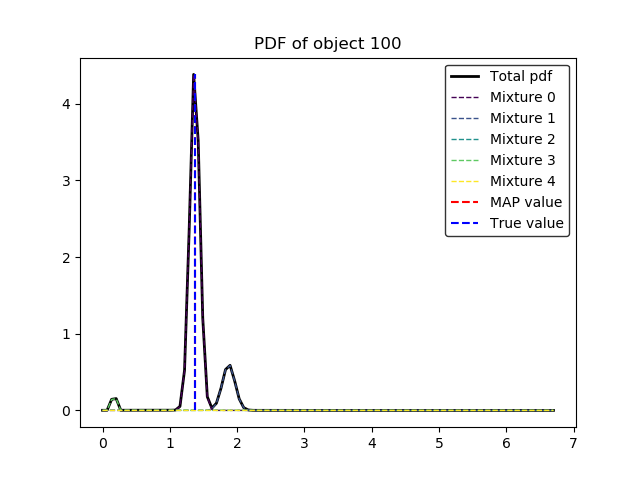 PDF of object 100
Total pdf
Mixture 0
Mixture 1
Mixture 2
Mixture 3
Mixture 4
MAP value
True value
4
3
2
1
0
0 1 2 3 4 5 6 7